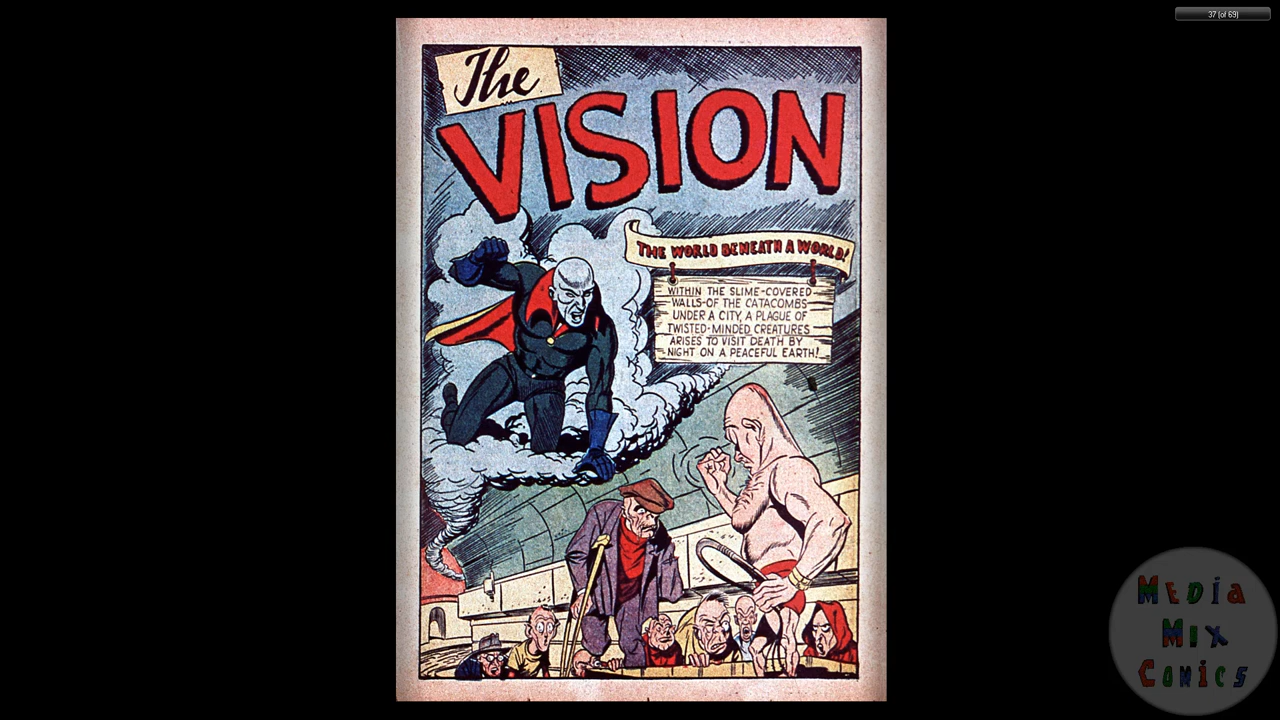 37 (of 69)
The
VISION
THE WORLD BENEATH A WORLD!
WITHIN THE SLIME-COVERED
WALLS-OF THE CATACOMBS
UNDER A CITY, A PLAGUE OF
TWISTED-MINDED CREATURES
ARISES TO VISIT DEATH BY
NIGHT ON A PEACEFUL EARTH!
MEDiA
MiX
COMiCS